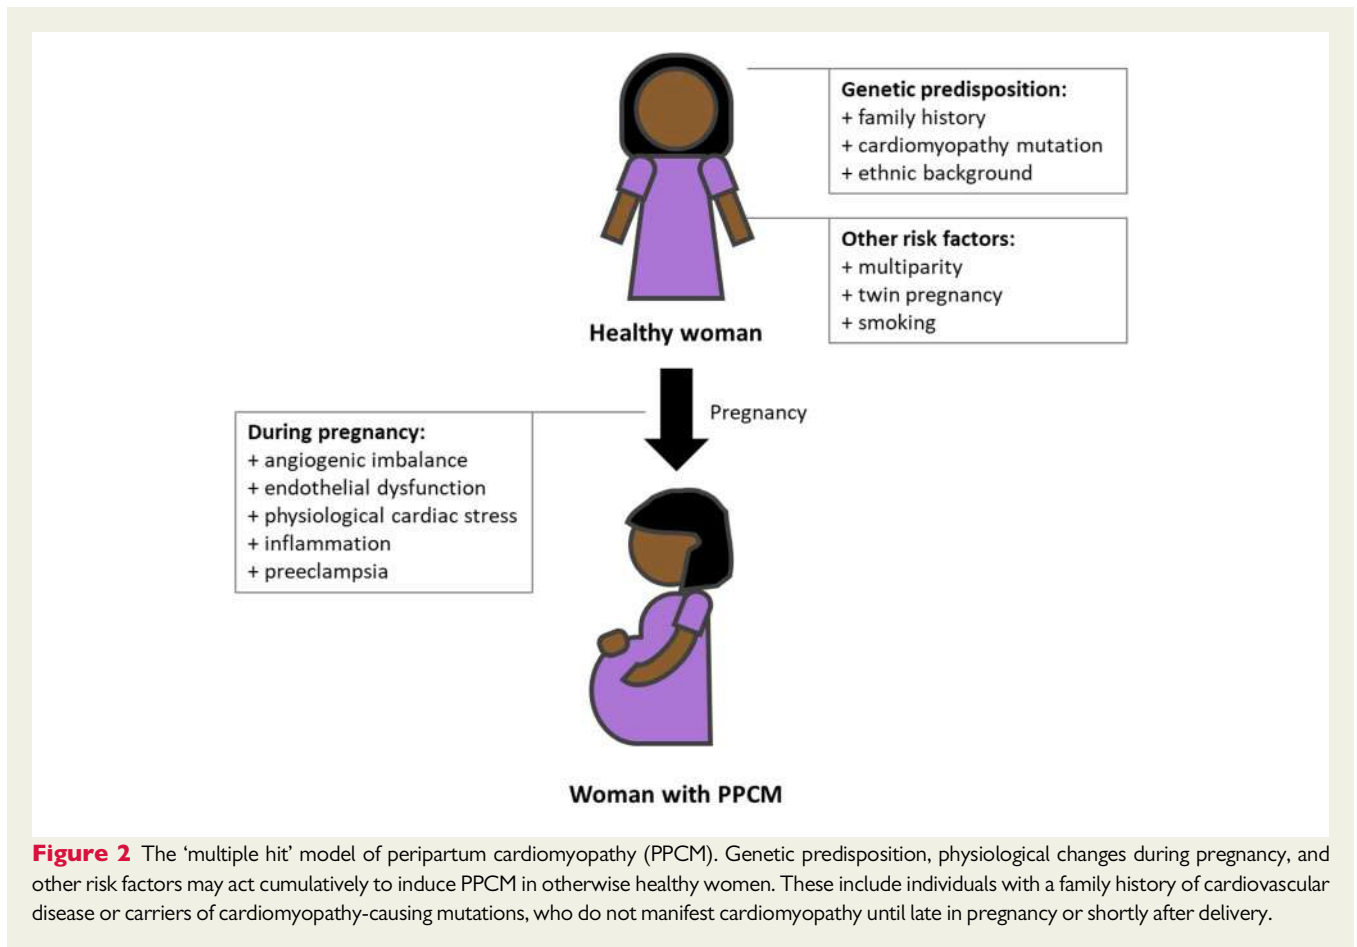 Genetic predisposition:
+ family history
+ cardiomyopathy mutation
+ ethnic background
Other risk factors:
+ multiparity
+ twin pregnancy
+ smoking
Healthy woman
Pregnancy
During pregnancy:
+ angiogenic imbalance
+ endothelial dysfunction
+ physiological cardiac stress
+ inflammation
+ preeclampsia
Woman with PPCM
Figure 2 The ‘multiple hit’ model of peripartum cardiomyopathy (PPCM). Genetic predisposition, physiological changes during pregnancy, and
other risk factors may act cumulatively to induce PPCM in otherwise healthy women. These include individuals with a family history of cardiovascular
disease or carriers of cardiomyopathy-causing mutations, who do not manifest cardiomyopathy until late in pregnancy or shortly after delivery.